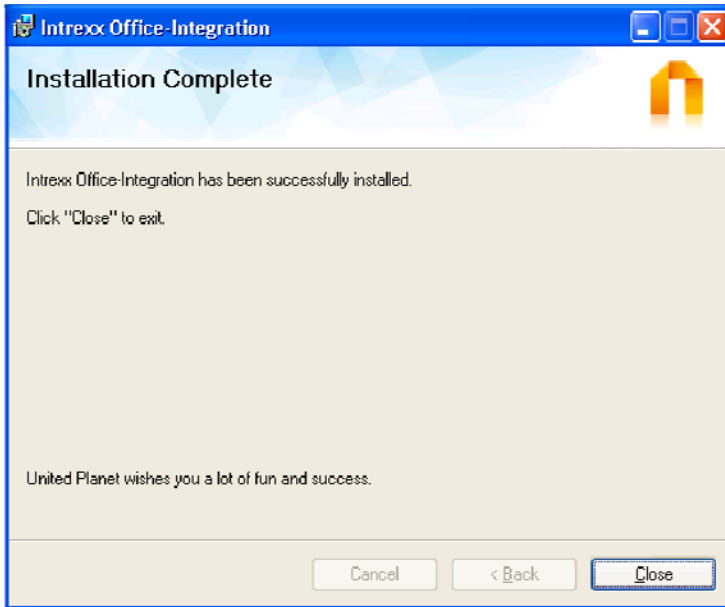 Intrexx Office-Integration
Installation Complete
Intrexx Office-Integration has been successfully installed.
Click "Close" to exit.
United Planet wishes you a lot of fun and success.
Cancel
< Back
Close